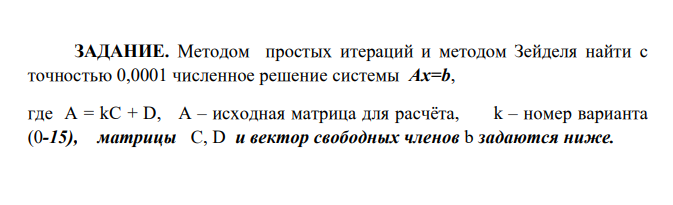 ЗАДАНИЕ. Методом простых итераций и методом Зейделя найти с
точностью 0,0001 численное решение системы Ax=b,
где A = kC + D, A – исходная матрица для расчёта, k – номер варианта
(0-15), матрицы C, D и вектор свободных членов b задаются ниже.